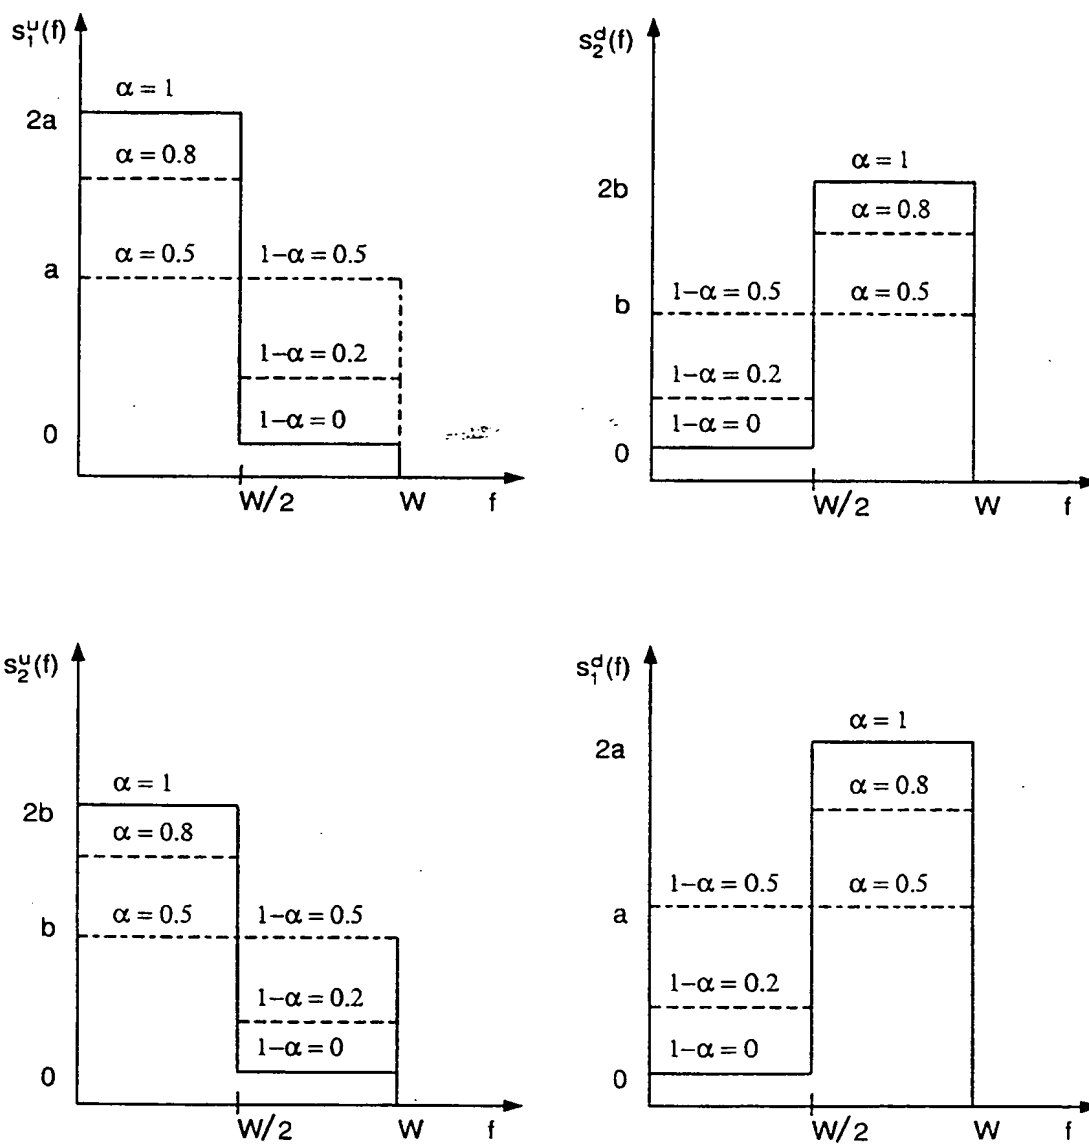 s₁ᵘ(f)
α = 1
2a
α = 0.8
α = 0.5
1−α = 0.5
a
1−α = 0.2
1−α = 0
0
W/2
W
f
s₂ᵈ(f)
α = 1
2b
α = 0.8
1−α = 0.5
α = 0.5
b
1−α = 0.2
1−α = 0
0
W/2
W
f
s₂ᵘ(f)
α = 1
2b
α = 0.8
α = 0.5
1−α = 0.5
b
1−α = 0.2
1−α = 0
0
W/2
W
f
s₁ᵈ(f)
α = 1
2a
α = 0.8
1−α = 0.5
α = 0.5
a
1−α = 0.2
1−α = 0
0
W/2
W
f